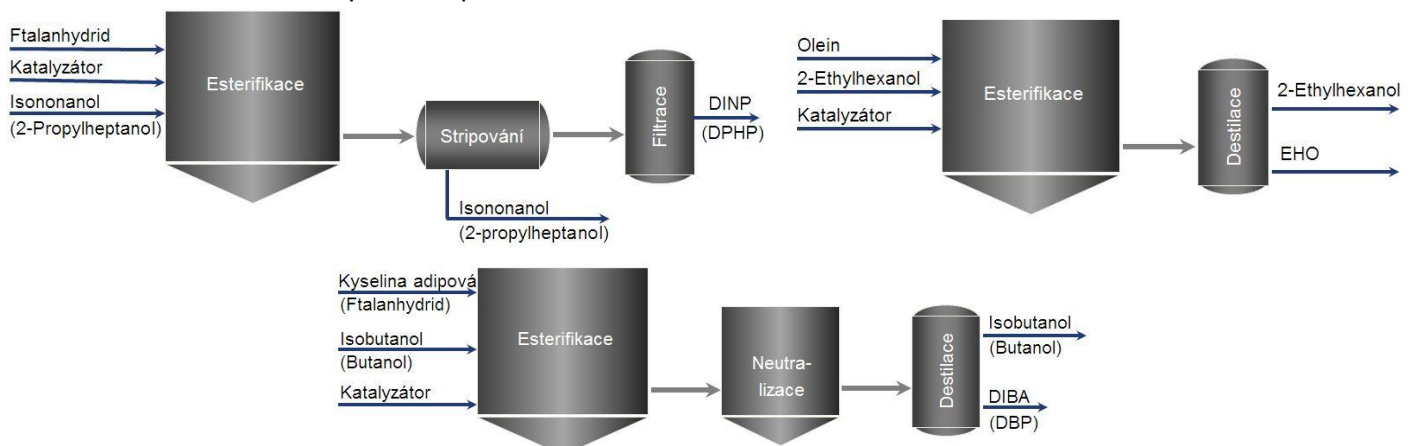 Ftalanhydrid
Katalyzátor
Isononanol
(2-Propylheptanol)
Esterifikace
Stripování
Isononanol
(2-propylheptanol)
Filtrace
DINP
(DPHP)
Olein
2-Ethylhexanol
Katalyzátor
Esterifikace
Destilace
2-Ethylhexanol
EHO
Kyselina adipová
(Ftalanhydrid)
Isobutanol
(Butanol)
Katalyzátor
Esterifikace
Neutra-
lizace
Destilace
Isobutanol
(Butanol)
DIBA
(DBP)